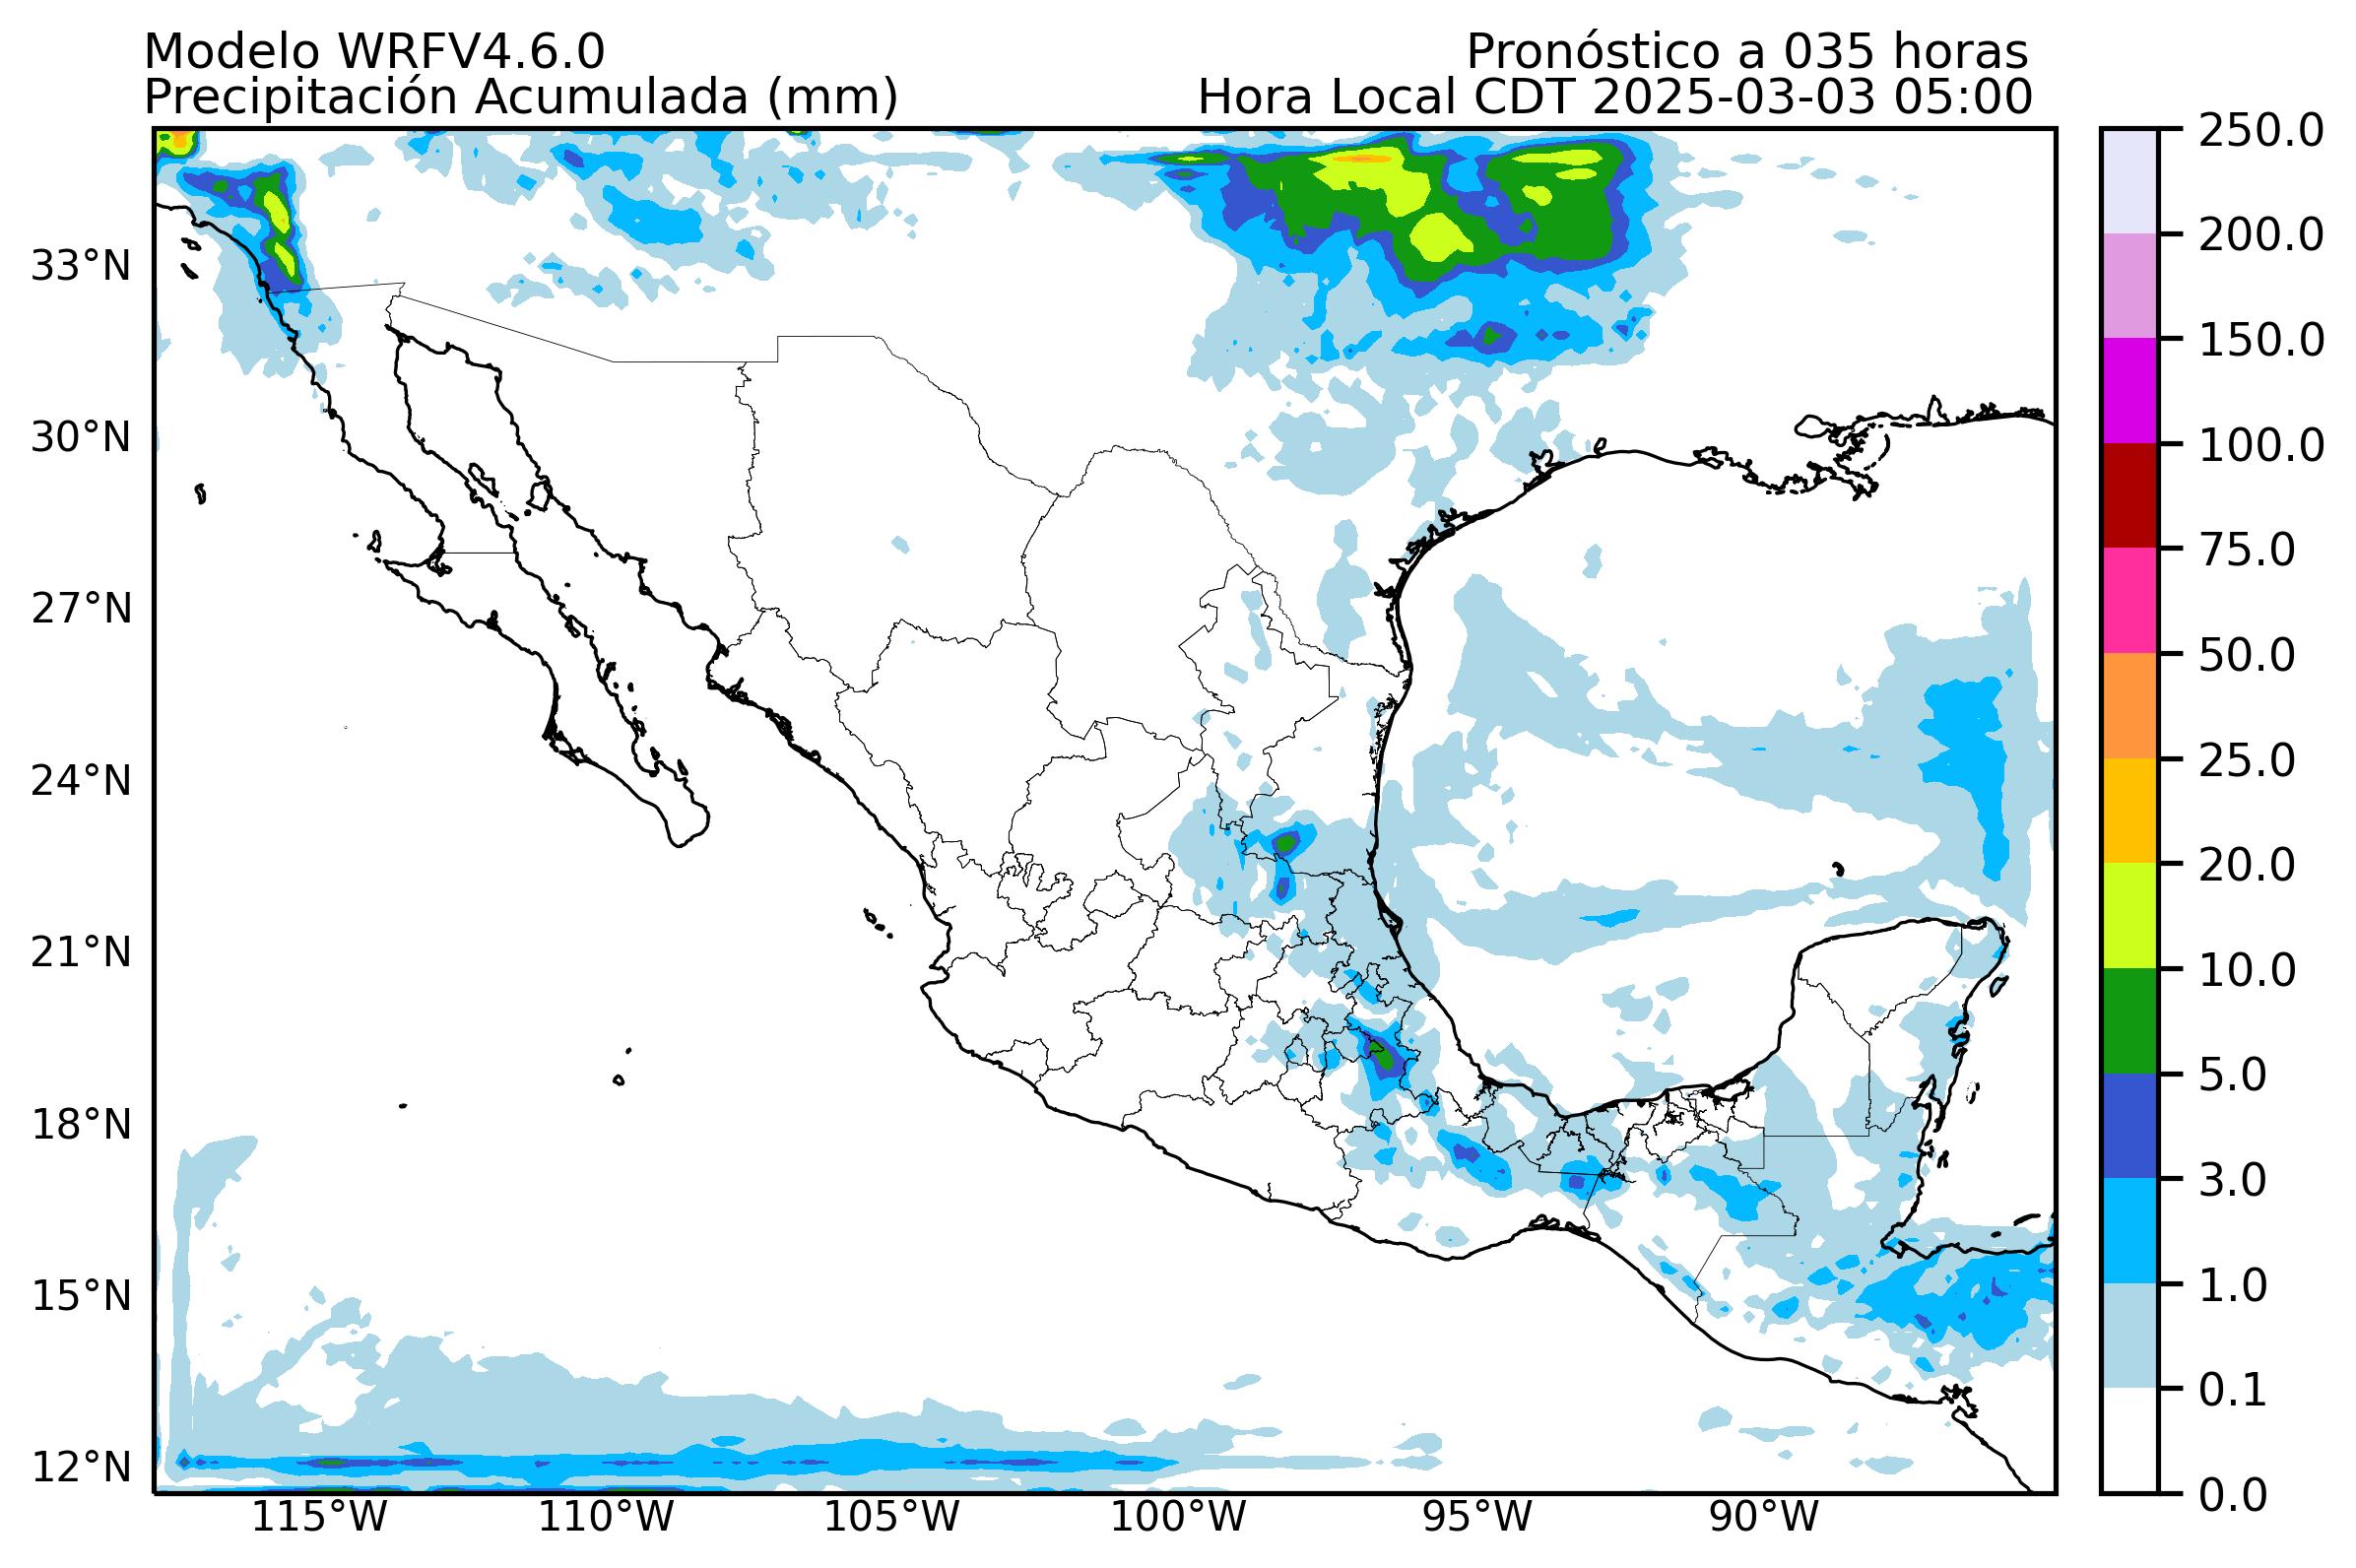 Modelo WRFV4.6.0
Pronóstico a 035 horas
Precipitación Acumulada (mm)
Hora Local CDT 2025-03-03 05:00
33°N
30°N
27°N
24°N
21°N
18°N
15°N
12°N
115°W
110°W
105°W
100°W
95°W
90°W
250.0
200.0
150.0
100.0
75.0
50.0
25.0
20.0
10.0
5.0
3.0
1.0
0.1
0.0